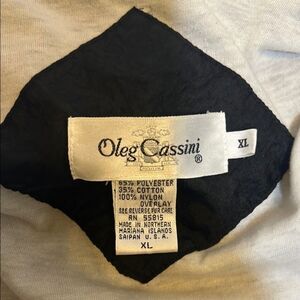 Oleg Cassini
®
XL
65% POLYESTER
35% COTTON
100% NYLON
OVERLAY
SEE REVERSE FOR CARE
RN 55815
MADE IN NORTHERN
MARIANA ISLANDS
SAIPAN U.S.A.
XL